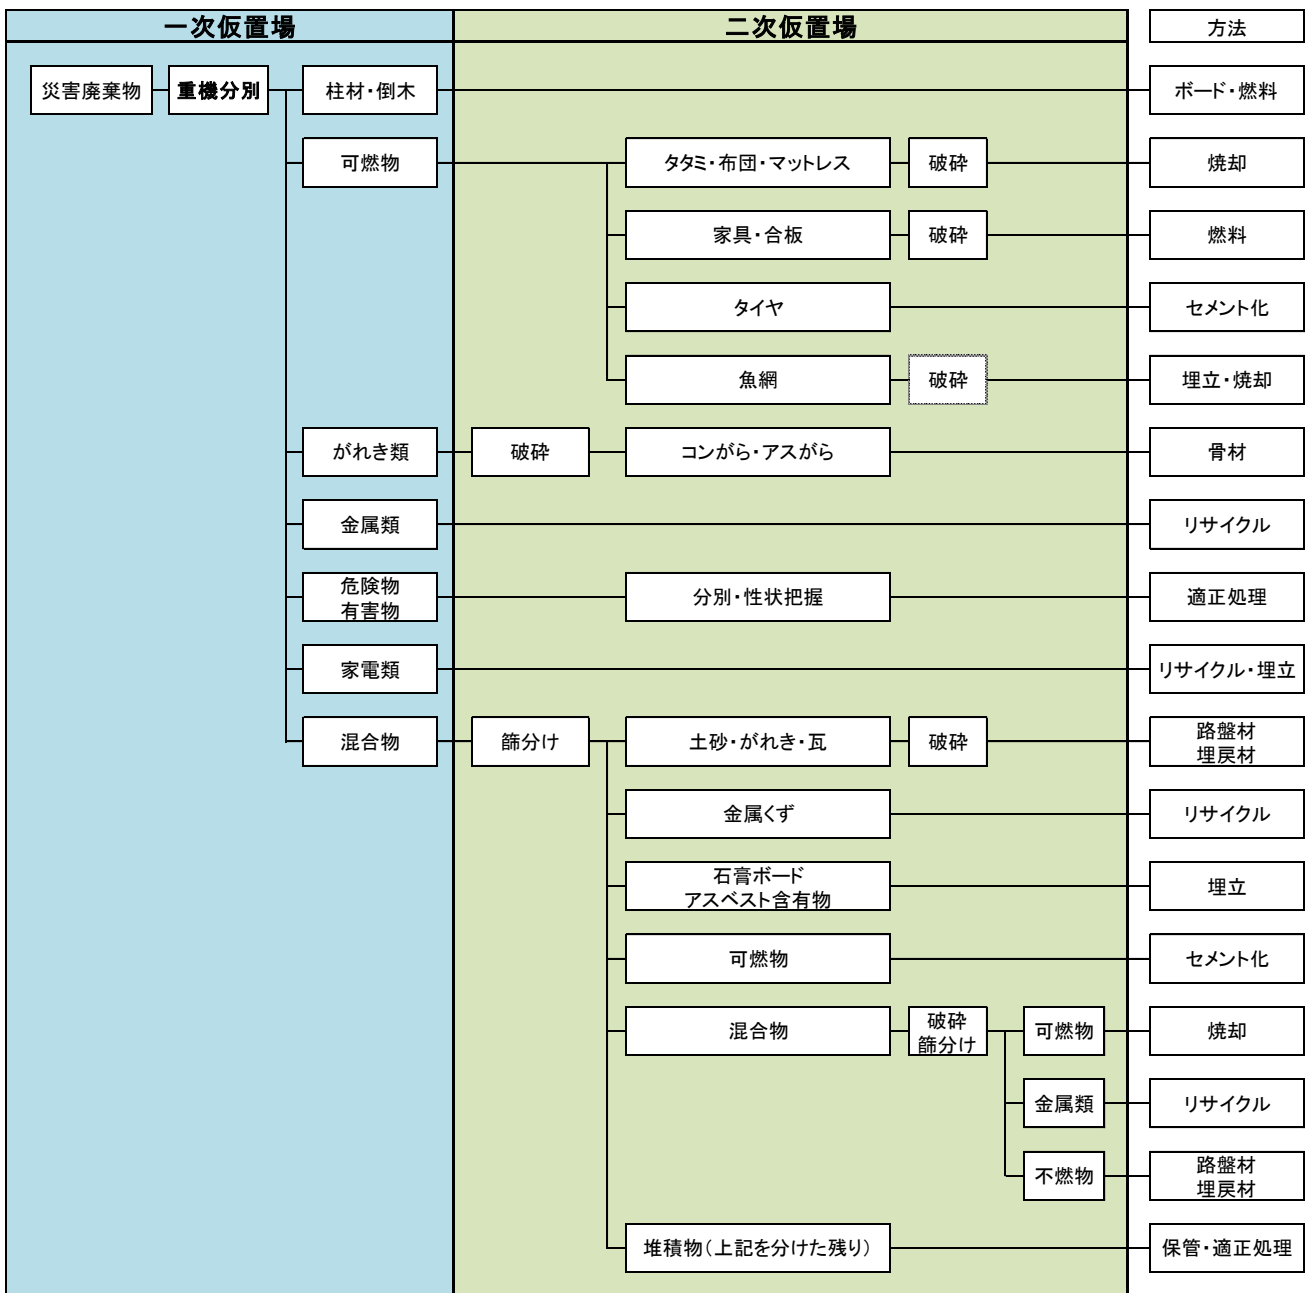 一次仮置場
二次仮置場
方法
災害廃棄物
重機分別
柱材・倒木
ボード・燃料
可燃物
タタミ・布団・マットレス
破砕
焼却
家具・合板
破砕
燃料
タイヤ
セメント化
魚網
破砕
埋立・焼却
がれき類
破砕
コンがら・アスがら
骨材
金属類
リサイクル
危険物
有害物
分別・性状把握
適正処理
家電類
リサイクル・埋立
混合物
篩分け
土砂・がれき・瓦
破砕
路盤材
埋戻材
金属くず
リサイクル
石膏ボード
アスベスト含有物
埋立
可燃物
セメント化
混合物
破砕
篩分け
可燃物
焼却
金属類
リサイクル
不燃物
路盤材
埋戻材
堆積物(上記を分けた残り)
保管・適正処理